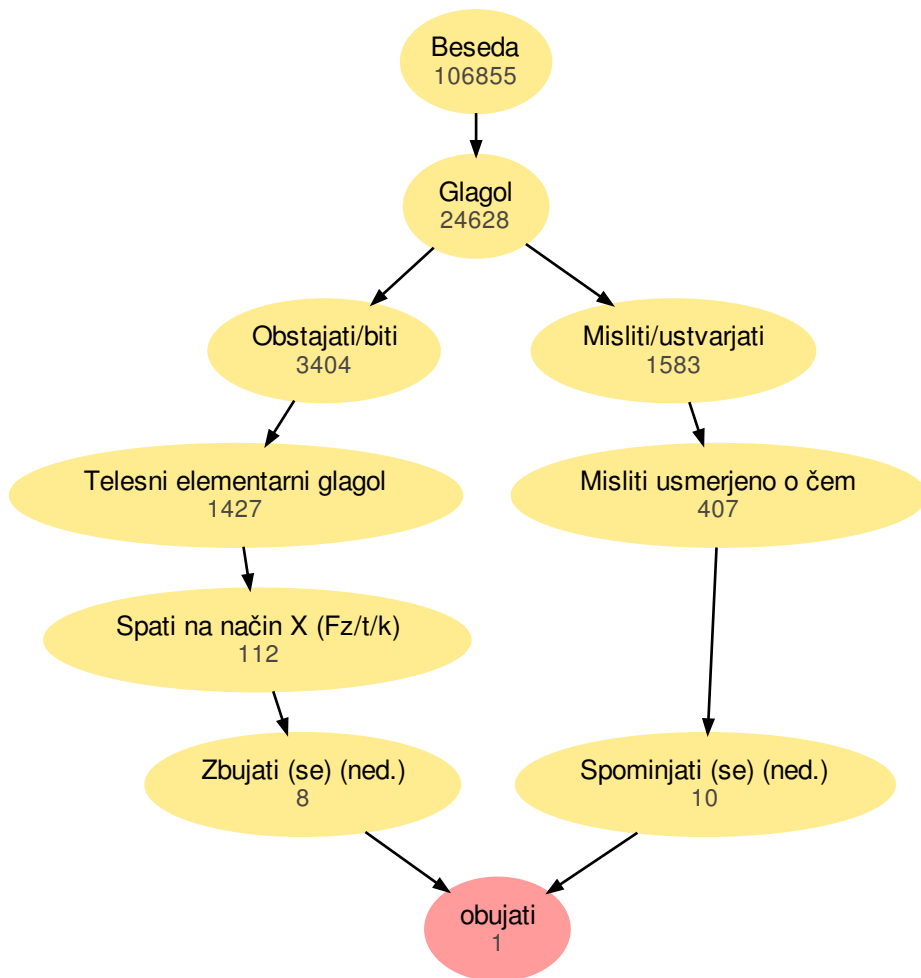 Beseda
106855
Glagol
24628
Obstajati/biti
3404
Misliti/ustvarjati
1583
Telesni elementarni glagol
1427
Misliti usmerjeno o čem
407
Spati na način X (Fz/t/k)
112
Zbujati (se) (ned.)
8
Spominjati (se) (ned.)
10
obujati
1